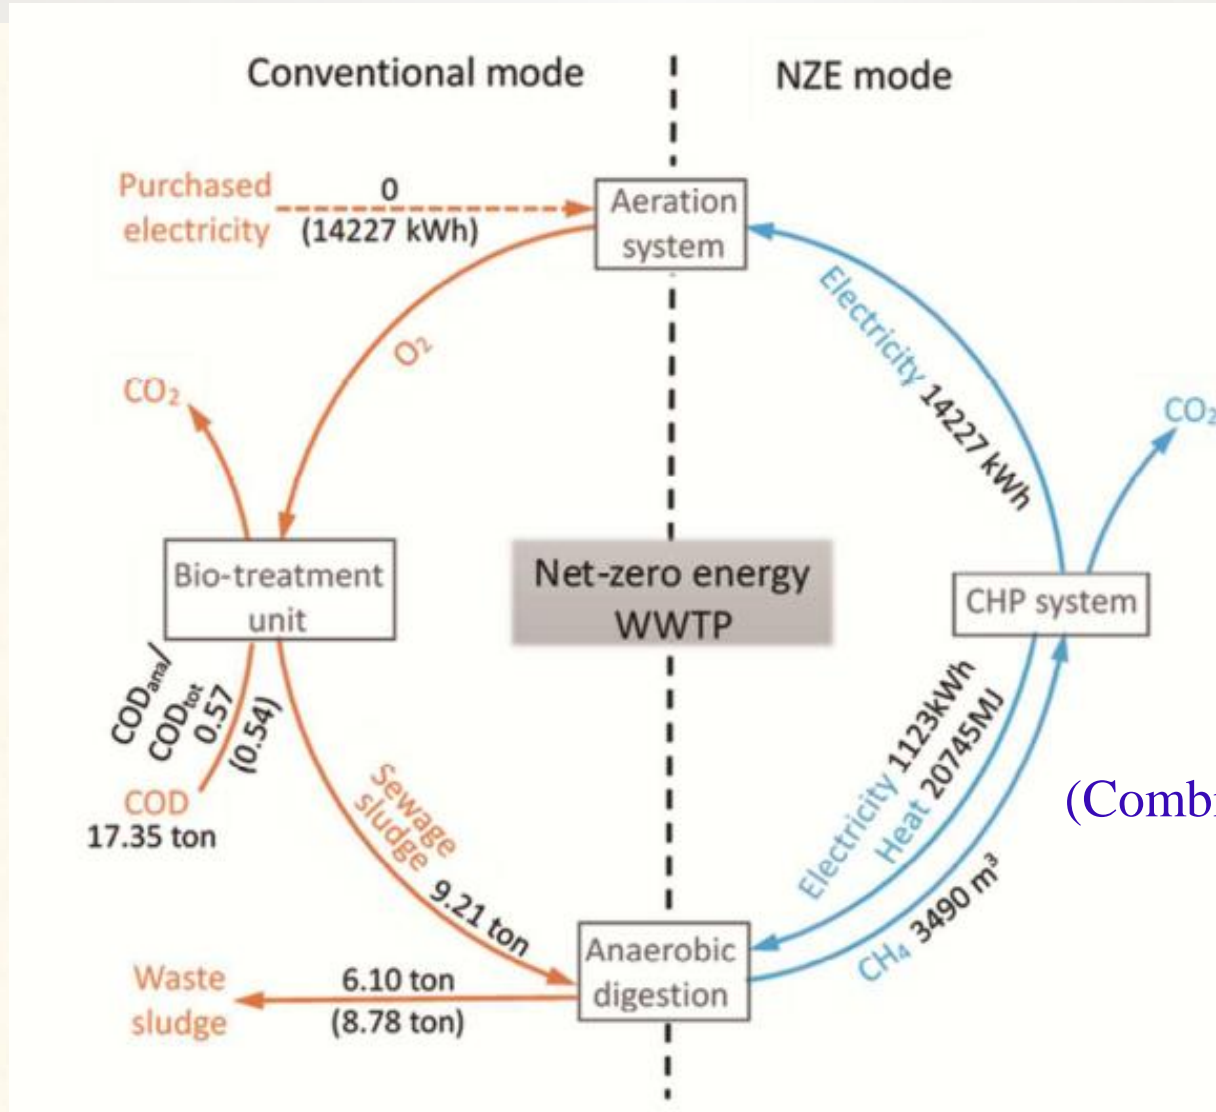 Conventional mode
NZE mode
Purchased
electricity
0
(14227 kWh)
Aeration
system
O₂
Electricity 14227 kWh
CO₂
CO₂
Bio-treatment
unit
Net-zero energy
WWTP
CHP system
CODana/
CODtot
0.57
(0.54)
COD
17.35 ton
Sewage
sludge 9.21 ton
Electricity 1123kWh
Heat 20745MJ
CH₄ 3490 m³
Anaerobic
digestion
Waste
sludge
6.10 ton
(8.78 ton)